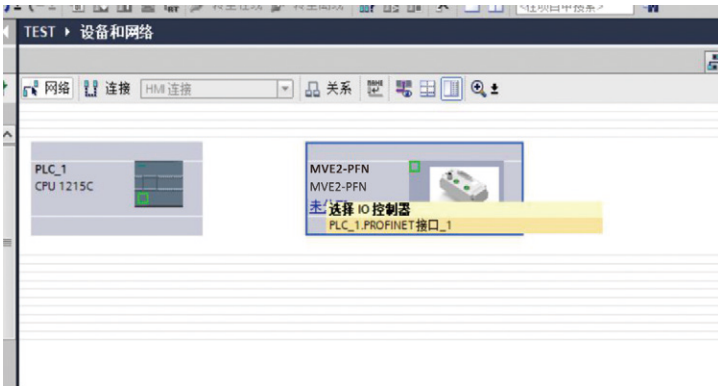 TEST ▸ 设备和网络
网络 连接 HMI 连接 关系
PLC_1
CPU 1215C
MVE2-PFN
MVE2-PFN
选择 IO 控制器
PLC_1.PROFINET接口_1